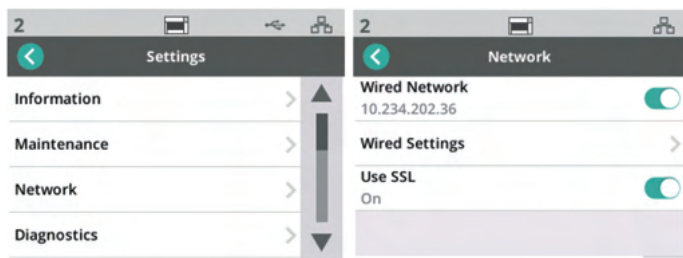 2
Settings
Information
Maintenance
Network
Diagnostics
2
Network
Wired Network
10.234.202.36
Wired Settings
Use SSL
On